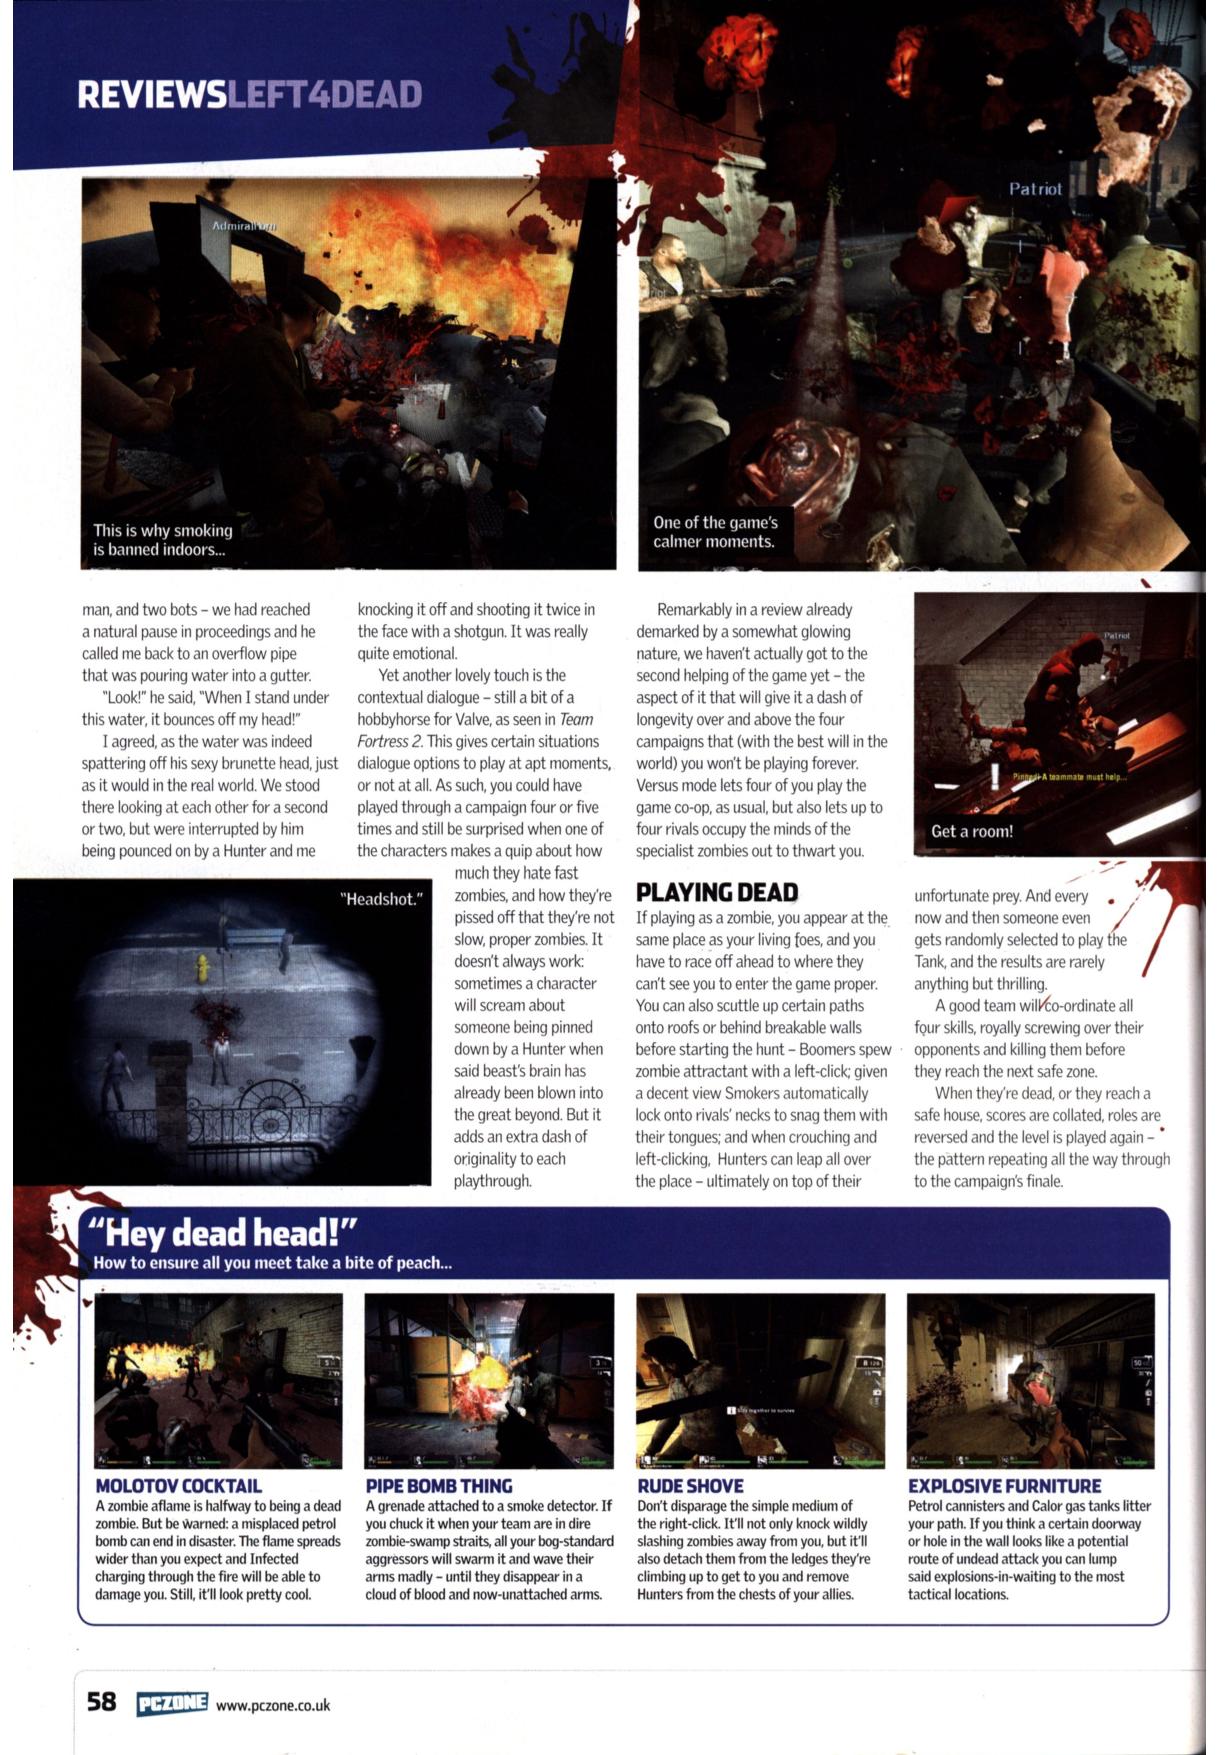 REVIEWSLEFT4DEAD
Patriot
This is why smoking
is banned indoors...
One of the game's
calmer moments.
man, and two bots – we had reached
a natural pause in proceedings and he
called me back to an overflow pipe
that was pouring water into a gutter.
"Look!" he said, "When I stand under
this water, it bounces off my head!"
I agreed, as the water was indeed
spattering off his sexy brunette head, just
as it would in the real world. We stood
there looking at each other for a second
or two, but were interrupted by him
being pounced on by a Hunter and me
"Headshot."
knocking it off and shooting it twice in
the face with a shotgun. It was really
quite emotional.
Yet another lovely touch is the
contextual dialogue – still a bit of a
hobbyhorse for Valve, as seen in Team
Fortress 2. This gives certain situations
dialogue options to play at apt moments,
or not at all. As such, you could have
played through a campaign four or five
times and still be surprised when one of
the characters makes a quip about how
much they hate fast
zombies, and how they're
pissed off that they're not
slow, proper zombies. It
doesn't always work:
sometimes a character
will scream about
someone being pinned
down by a Hunter when
said beast's brain has
already been blown into
the great beyond. But it
adds an extra dash of
originality to each
playthrough.
Remarkably in a review already
demarked by a somewhat glowing
nature, we haven't actually got to the
second helping of the game yet – the
aspect of it that will give it a dash of
longevity over and above the four
campaigns that (with the best will in the
world) you won't be playing forever.
Versus mode lets four of you play the
game co-op, as usual, but also lets up to
four rivals occupy the minds of the
specialist zombies out to thwart you.
PLAYING DEAD
If playing as a zombie, you appear at the
same place as your living foes, and you
have to race off ahead to where they
can't see you to enter the game proper.
You can also scuttle up certain paths
onto roofs or behind breakable walls
before starting the hunt – Boomers spew
zombie attractant with a left-click; given
a decent view Smokers automatically
lock onto rivals' necks to snag them with
their tongues; and when crouching and
left-clicking, Hunters can leap all over
the place – ultimately on top of their
Patriot
Pinned! A teammate must help...
Get a room!
unfortunate prey. And every
now and then someone even
gets randomly selected to play the
Tank, and the results are rarely
anything but thrilling.
A good team will co-ordinate all
four skills, royally screwing over their
opponents and killing them before
they reach the next safe zone.
When they're dead, or they reach a
safe house, scores are collated, roles are
reversed and the level is played again –
the pattern repeating all the way through
to the campaign's finale.
"Hey dead head!"
How to ensure all you meet take a bite of peach...
MOLOTOV COCKTAIL
A zombie aflame is halfway to being a dead
zombie. But be warned: a misplaced petrol
bomb can end in disaster. The flame spreads
wider than you expect and Infected
charging through the fire will be able to
damage you. Still, it'll look pretty cool.
PIPE BOMB THING
A grenade attached to a smoke detector. If
you chuck it when your team are in dire
zombie-swamp straits, all your bog-standard
aggressors will swarm it and wave their
arms madly – until they disappear in a
cloud of blood and now-unattached arms.
RUDE SHOVE
Don't disparage the simple medium of
the right-click. It'll not only knock wildly
slashing zombies away from you, but it'll
also detach them from the ledges they're
climbing up to get to you and remove
Hunters from the chests of your allies.
EXPLOSIVE FURNITURE
Petrol cannisters and Calor gas tanks litter
your path. If you think a certain doorway
or hole in the wall looks like a potential
route of undead attack you can lump
said explosions-in-waiting to the most
tactical locations.
58 PCZONE www.pczone.co.uk